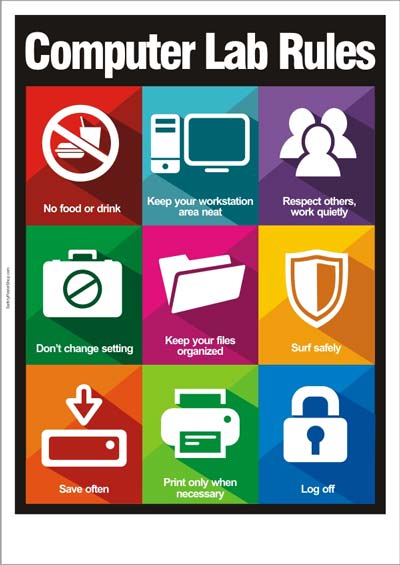 Computer Lab Rules
No food or drink
Keep your workstation
area neat
Respect others,
work quietly
Don't change setting
Keep your files
organized
Surf safely
Save often
Print only when
necessary
Log off